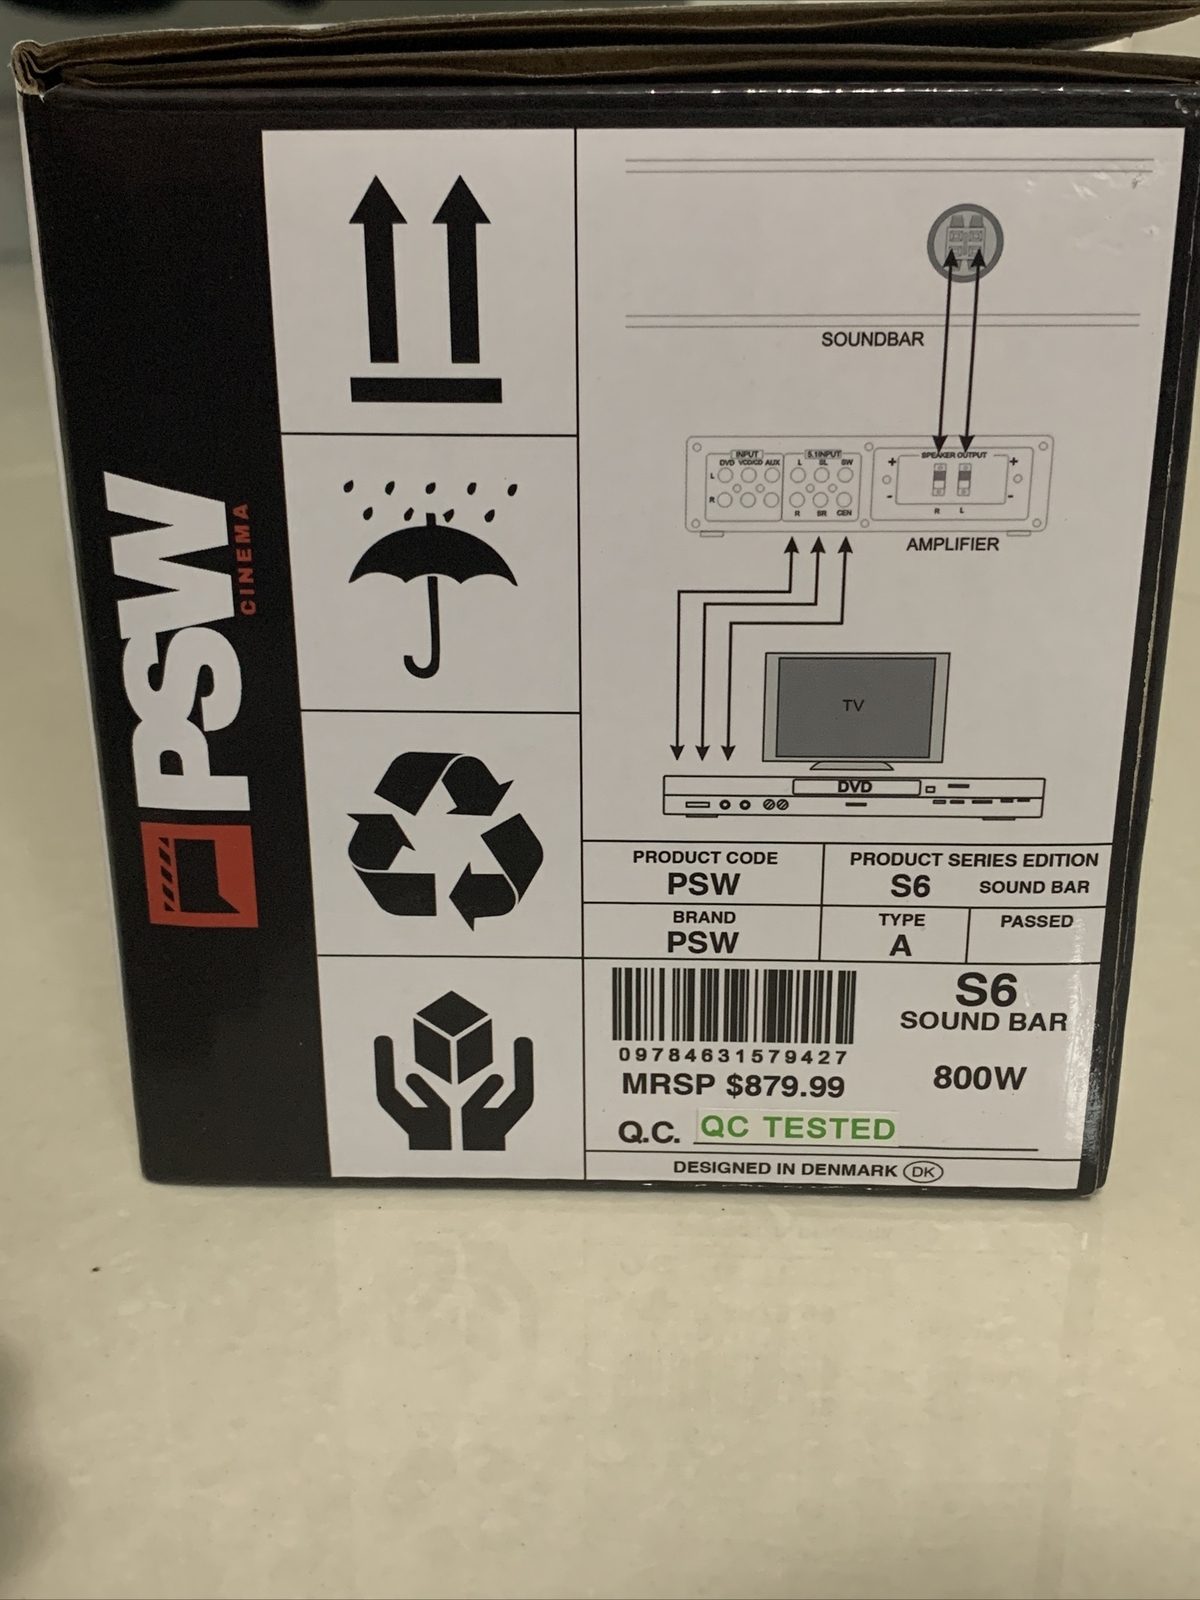 PSW
CINEMA
SOUNDBAR
INPUT
DVD VCD/CD AUX
L
R
5.1INPUT
L SL SW
R SR CEN
SPEAKER OUTPUT
+ +
- -
R L
AMPLIFIER
TV
DVD
PRODUCT CODE
PSW
PRODUCT SERIES EDITION
S6 SOUND BAR
BRAND
PSW
TYPE
A
PASSED
09784631579427
MRSP $879.99
Q.C. QC TESTED
S6
SOUND BAR
800W
DESIGNED IN DENMARK DK